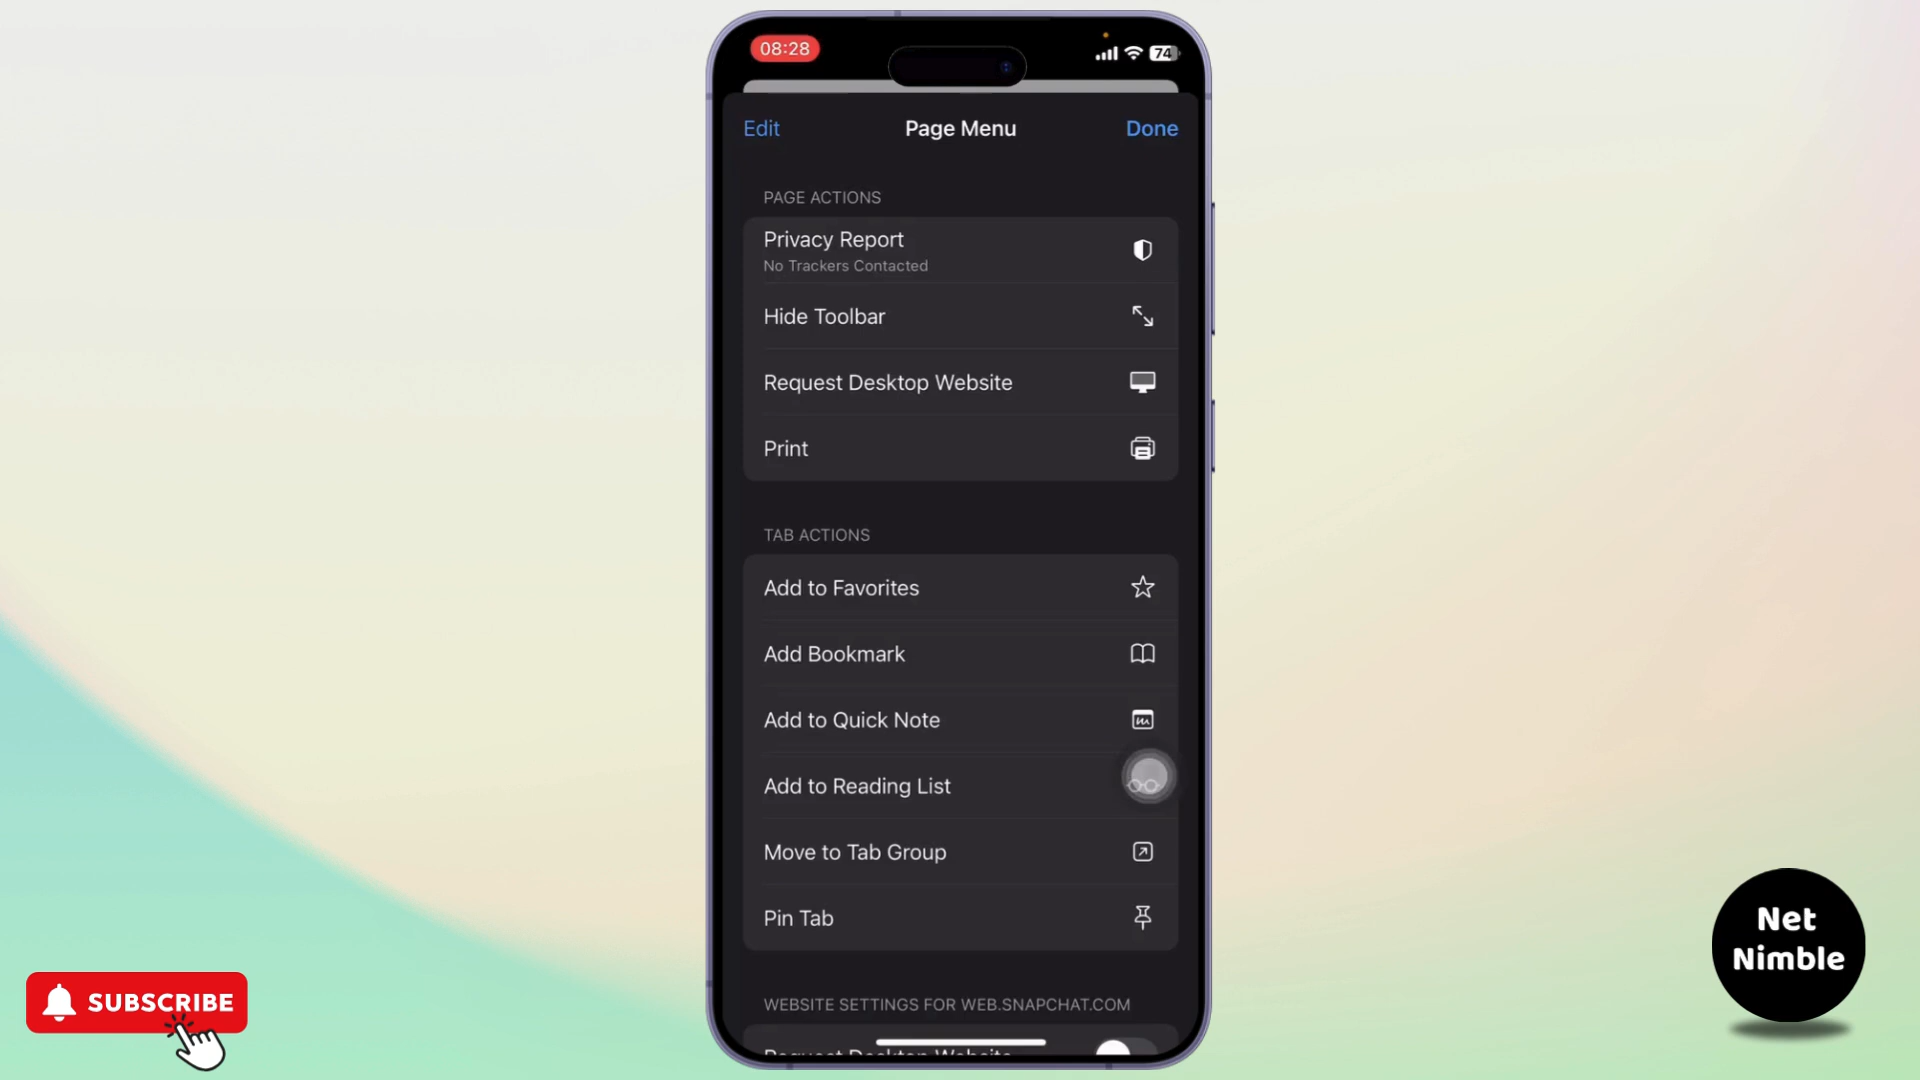 08:28
74
Edit
Page Menu
Done
PAGE ACTIONS
Privacy Report
No Trackers Contacted
Hide Toolbar
Request Desktop Website
Print
TAB ACTIONS
Add to Favorites
Add Bookmark
Add to Quick Note
Add to Reading List
Move to Tab Group
Pin Tab
WEBSITE SETTINGS FOR WEB.SNAPCHAT.COM
Request Desktop Website
SUBSCRIBE
Net
Nimble